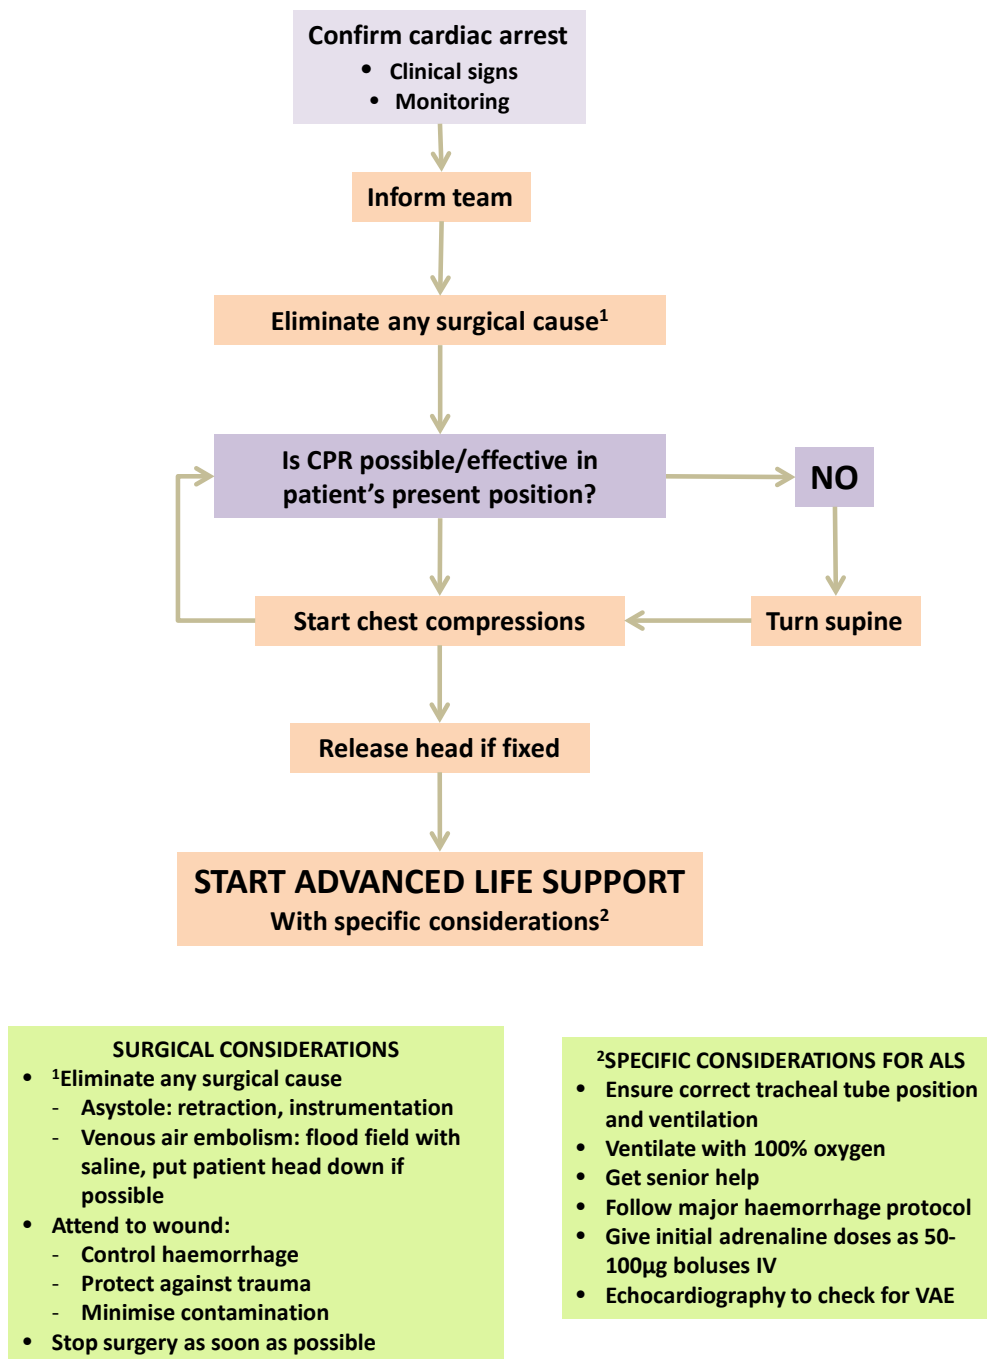 Confirm cardiac arrest
• Clinical signs
• Monitoring
Inform team
Eliminate any surgical cause¹
Is CPR possible/effective in
patient's present position?
NO
Start chest compressions
Turn supine
Release head if fixed
START ADVANCED LIFE SUPPORT
With specific considerations²
SURGICAL CONSIDERATIONS
• ¹Eliminate any surgical cause
- Asystole: retraction, instrumentation
- Venous air embolism: flood field with
saline, put patient head down if
possible
• Attend to wound:
- Control haemorrhage
- Protect against trauma
- Minimise contamination
• Stop surgery as soon as possible
²SPECIFIC CONSIDERATIONS FOR ALS
• Ensure correct tracheal tube position
and ventilation
• Ventilate with 100% oxygen
• Get senior help
• Follow major haemorrhage protocol
• Give initial adrenaline doses as 50-
100µg boluses IV
• Echocardiography to check for VAE